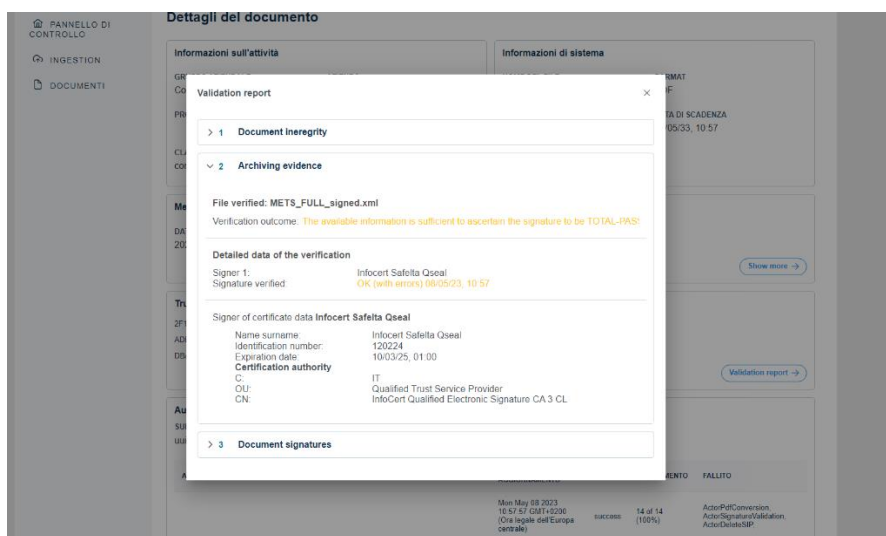 Dettagli del documento
PANNELLO DI
CONTROLLO
INGESTION
DOCUMENTI
Informazioni sull'attività
Informazioni di sistema
Validation report
TA DI SCADENZA
/05/33, 10:57
1 Document ineregrity
2 Archiving evidence
File verified: METS_FULL_signed.xml
Verification outcome: The available information is sufficient to ascertain the signature to be TOTAL-PAS
Detailed data of the verification
Signer 1: Infocert Safelta Qseal
Signature verified OK (with errors) 08/05/23, 10:57
Show more →
Signer of certificate data Infocert Safelta Qseal
Name surname: Infocert Safelta Qseal
Identification number: 120224
Expiration date: 10/03/25, 01:00
Certification authority
C: IT
OU: Qualified Trust Service Provider
CN: InfoCert Qualified Electronic Signature CA 3 CL
Validation report →
3 Document signatures
MENTO FALLITO
Mon May 08 2023
10:57:57 GMT+0200
(Ora legale dell'Europa
centrale)
success
14 of 14
(100%)
ActorPdfConversion,
ActorSignatureValidation,
ActorDeleteSIP